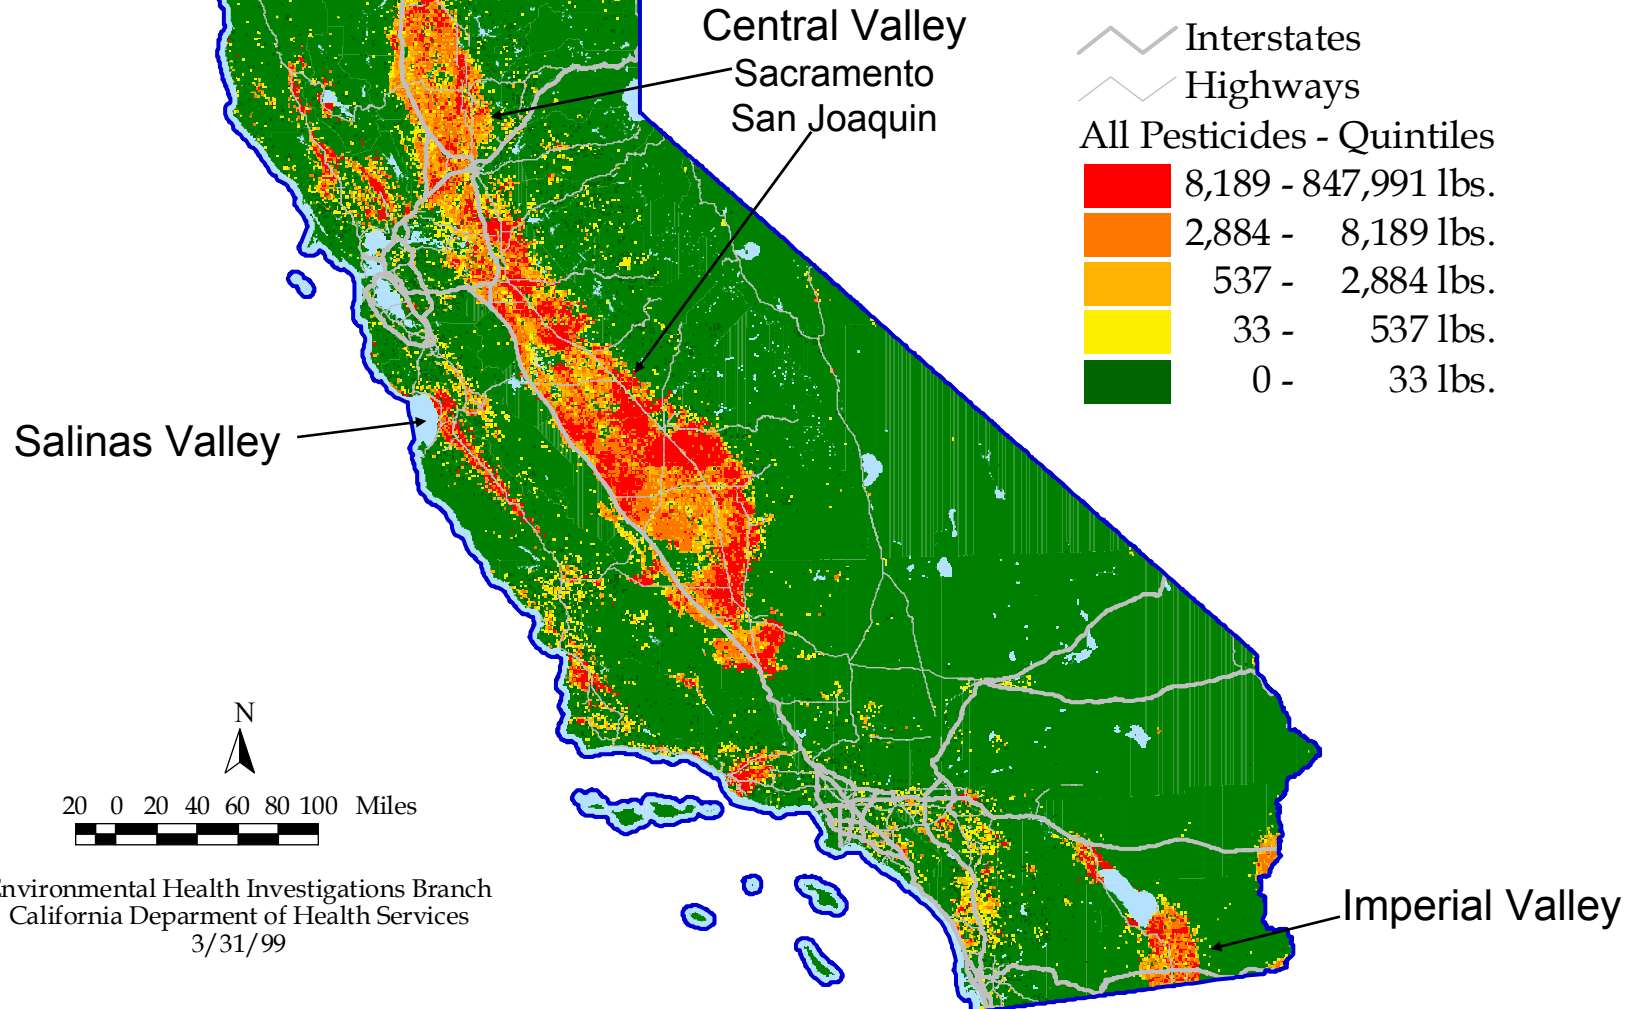 Central Valley
Sacramento
San Joaquin
Interstates
Highways
All Pesticides - Quintiles
8,189 - 847,991 lbs.
2,884 - 8,189 lbs.
537 - 2,884 lbs.
33 - 537 lbs.
0 - 33 lbs.
Salinas Valley
N
20 0 20 40 60 80 100 Miles
nvironmental Health Investigations Branch
California Deparment of Health Services
3/31/99
Imperial Valley